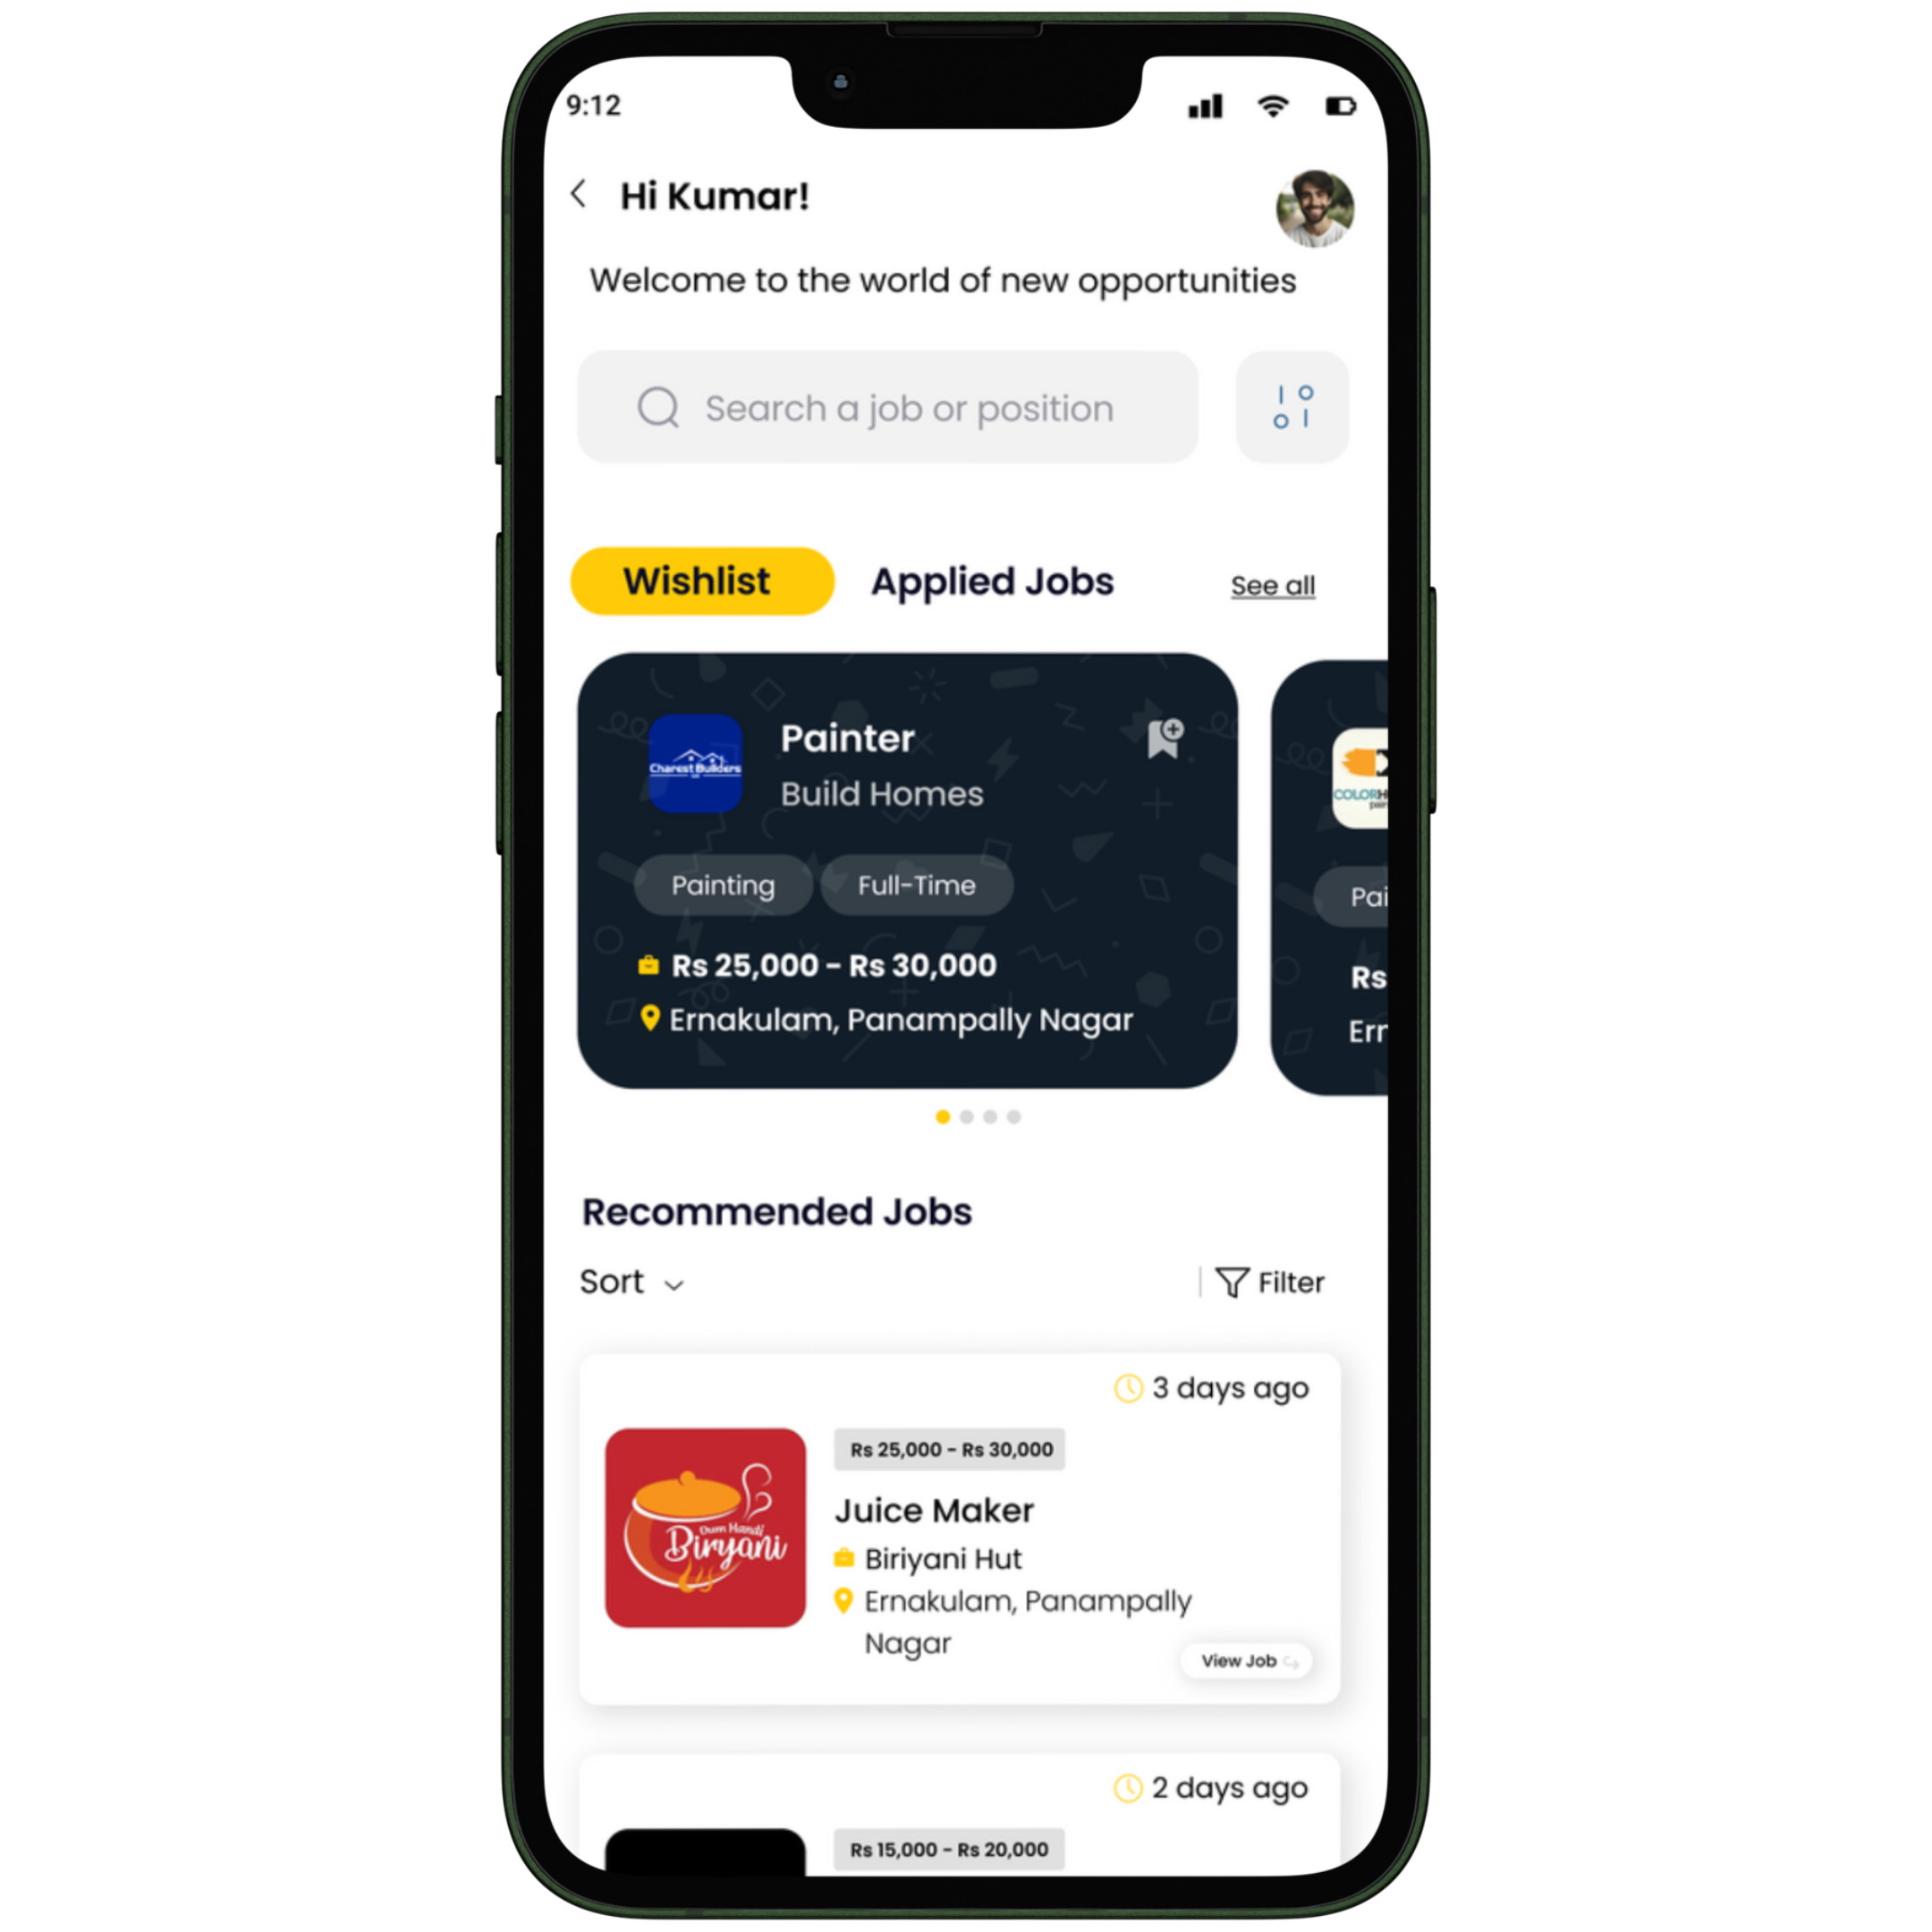 9:12
Hi Kumar!
Welcome to the world of new opportunities
Search a job or position
Wishlist
Applied Jobs
See all
Charest Builders
Painter
Build Homes
Painting
Full-Time
Rs 25,000 - Rs 30,000
Ernakulam, Panampally Nagar
COLORH
Pai
Rs
Err
Recommended Jobs
Sort
Filter
3 days ago
Rs 25,000 - Rs 30,000
Dum Handi
Biryani
Juice Maker
Biriyani Hut
Ernakulam, Panampally
Nagar
View Job
2 days ago
Rs 15,000 - Rs 20,000